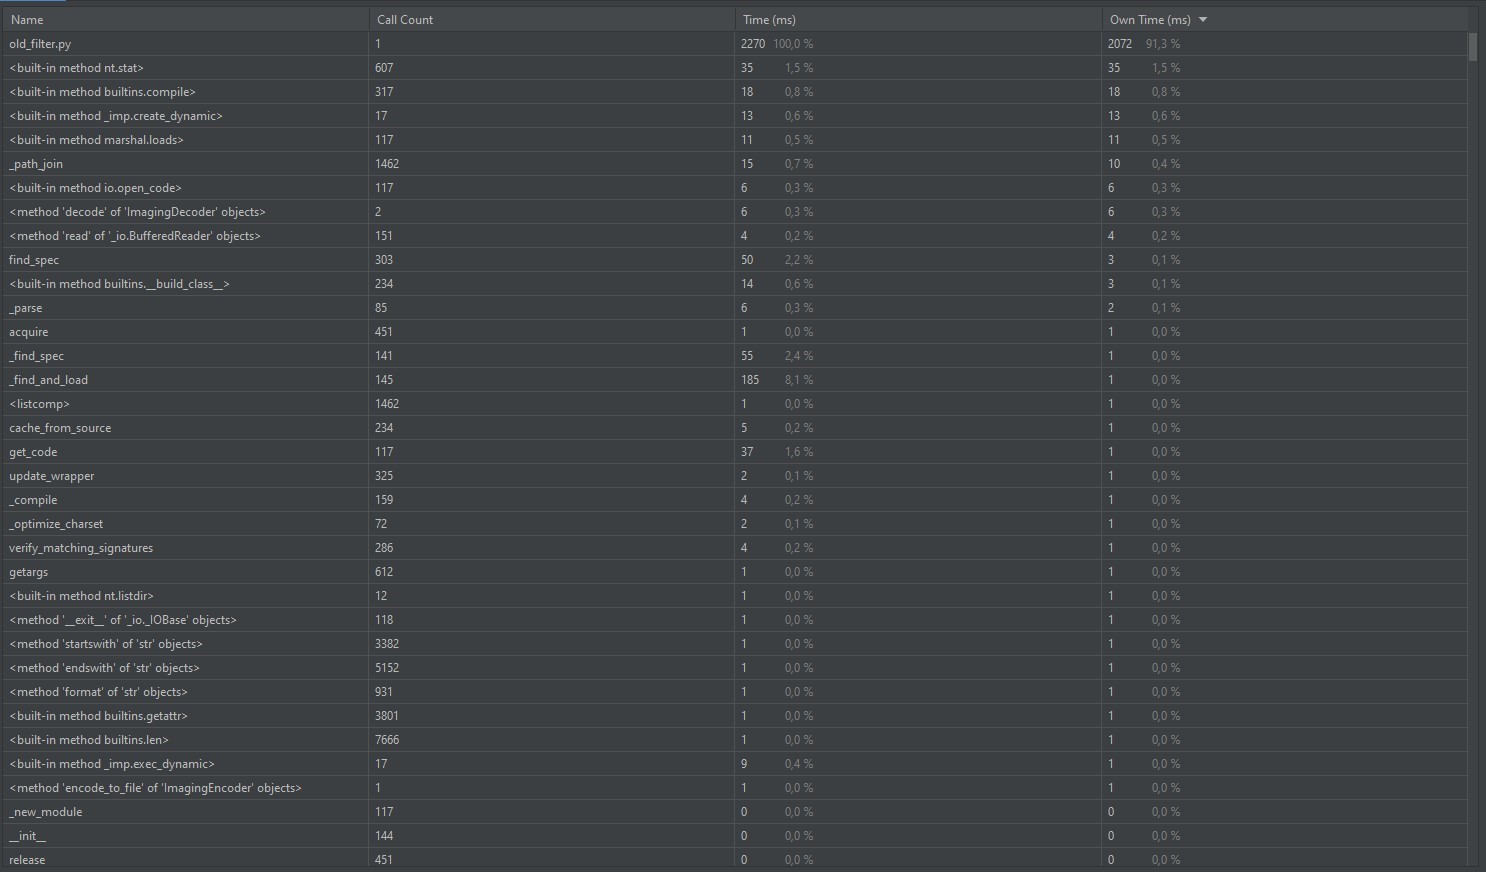 Name Call Count Time (ms) Own Time (ms)
old_filter.py 1 2270 100,0 % 2072 91,3 %
<built-in method nt.stat> 607 35 1,5 % 35 1,5 %
<built-in method builtins.compile> 317 18 0,8 % 18 0,8 %
<built-in method _imp.create_dynamic> 17 13 0,6 % 13 0,6 %
<built-in method marshal.loads> 117 11 0,5 % 11 0,5 %
_path_join 1462 15 0,7 % 10 0,4 %
<built-in method io.open_code> 117 6 0,3 % 6 0,3 %
<method 'decode' of 'ImagingDecoder' objects> 2 6 0,3 % 6 0,3 %
<method 'read' of '_io.BufferedReader' objects> 151 4 0,2 % 4 0,2 %
find_spec 303 50 2,2 % 3 0,1 %
<built-in method builtins.__build_class__> 234 14 0,6 % 3 0,1 %
_parse 85 6 0,3 % 2 0,1 %
acquire 451 1 0,0 % 1 0,0 %
_find_spec 141 55 2,4 % 1 0,0 %
_find_and_load 145 185 8,1 % 1 0,0 %
<listcomp> 1462 1 0,0 % 1 0,0 %
cache_from_source 234 5 0,2 % 1 0,0 %
get_code 117 37 1,6 % 1 0,0 %
update_wrapper 325 2 0,1 % 1 0,0 %
_compile 159 4 0,2 % 1 0,0 %
_optimize_charset 72 2 0,1 % 1 0,0 %
verify_matching_signatures 286 4 0,2 % 1 0,0 %
getargs 612 1 0,0 % 1 0,0 %
<built-in method nt.listdir> 12 1 0,0 % 1 0,0 %
<method '__exit__' of '_io._IOBase' objects> 118 1 0,0 % 1 0,0 %
<method 'startswith' of 'str' objects> 3382 1 0,0 % 1 0,0 %
<method 'endswith' of 'str' objects> 5152 1 0,0 % 1 0,0 %
<method 'format' of 'str' objects> 931 1 0,0 % 1 0,0 %
<built-in method builtins.getattr> 3801 1 0,0 % 1 0,0 %
<built-in method builtins.len> 7666 1 0,0 % 1 0,0 %
<built-in method _imp.exec_dynamic> 17 9 0,4 % 1 0,0 %
<method 'encode_to_file' of 'ImagingEncoder' objects> 1 1 0,0 % 1 0,0 %
_new_module 117 0 0,0 % 0 0,0 %
__init__ 144 0 0,0 % 0 0,0 %
release 451 0 0,0 % 0 0,0 %